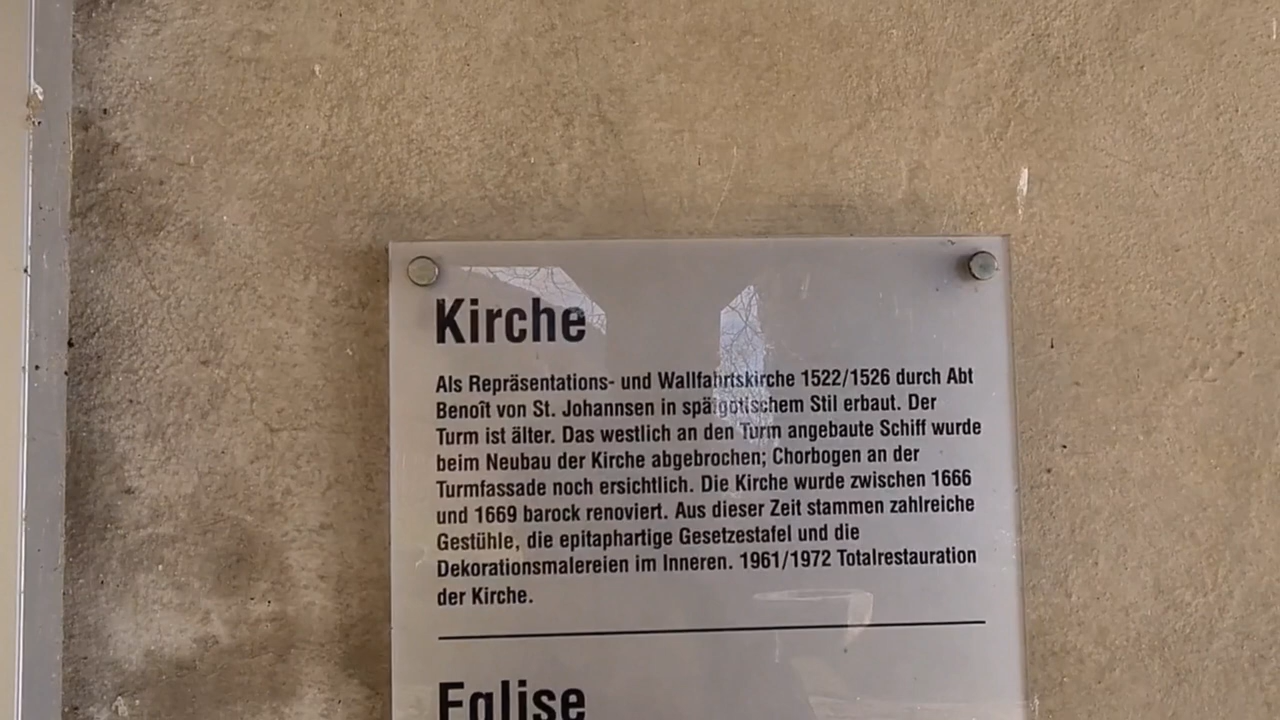 Kirche
Als Repräsentations- und Wallfahrtskirche 1522/1526 durch Abt
Benoît von St. Johannsen in spätgotischem Stil erbaut. Der
Turm ist älter. Das westlich an den Turm angebaute Schiff wurde
beim Neubau der Kirche abgebrochen; Chorbogen an der
Turmfassade noch ersichtlich. Die Kirche wurde zwischen 1666
und 1669 barock renoviert. Aus dieser Zeit stammen zahlreiche
Gestühle, die epitaphartige Gesetzestafel und die
Dekorationsmalereien im Inneren. 1961/1972 Totalrestauration
der Kirche.
Eglise